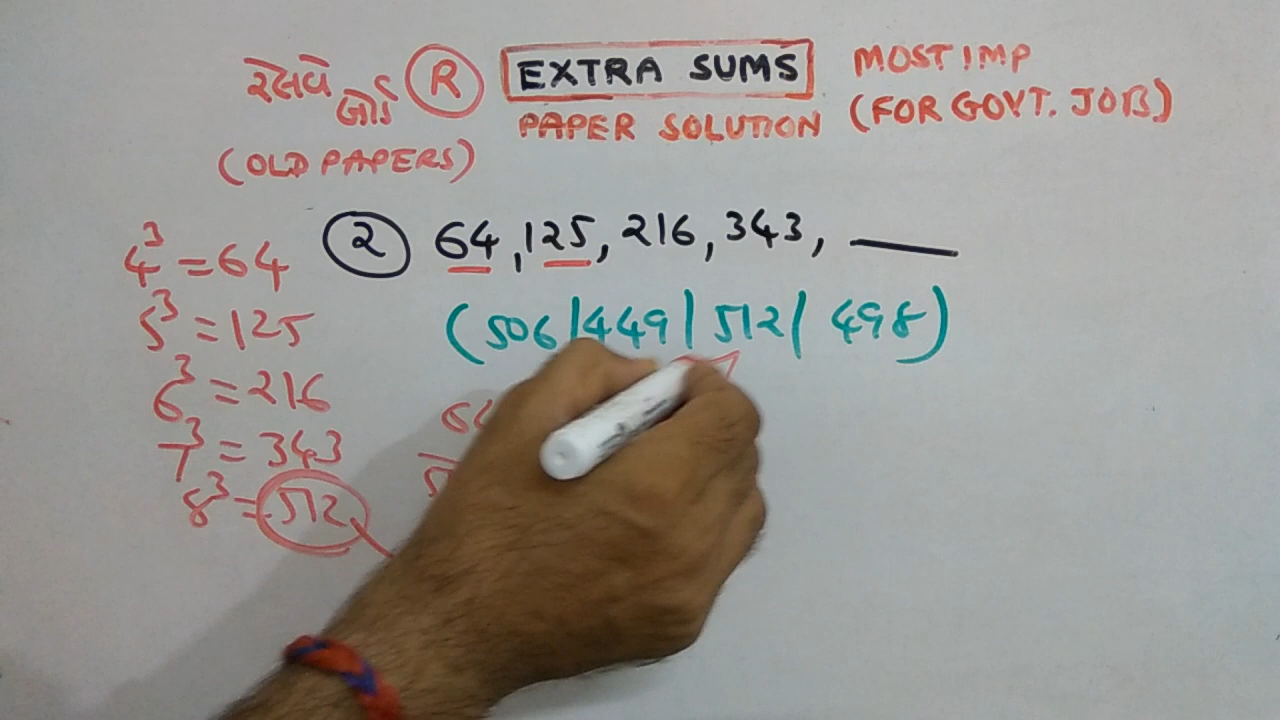 રેલવે બોર્ડ Ⓡ EXTRA SUMS MOST IMP
(OLD PAPERS) PAPER SOLUTION (FOR GOVT. JOB)
② 64, 125, 216, 343, ___
(506/449/512/498)
4³ = 64
5³ = 125
6³ = 216
7³ = 343
8³ = 512
64